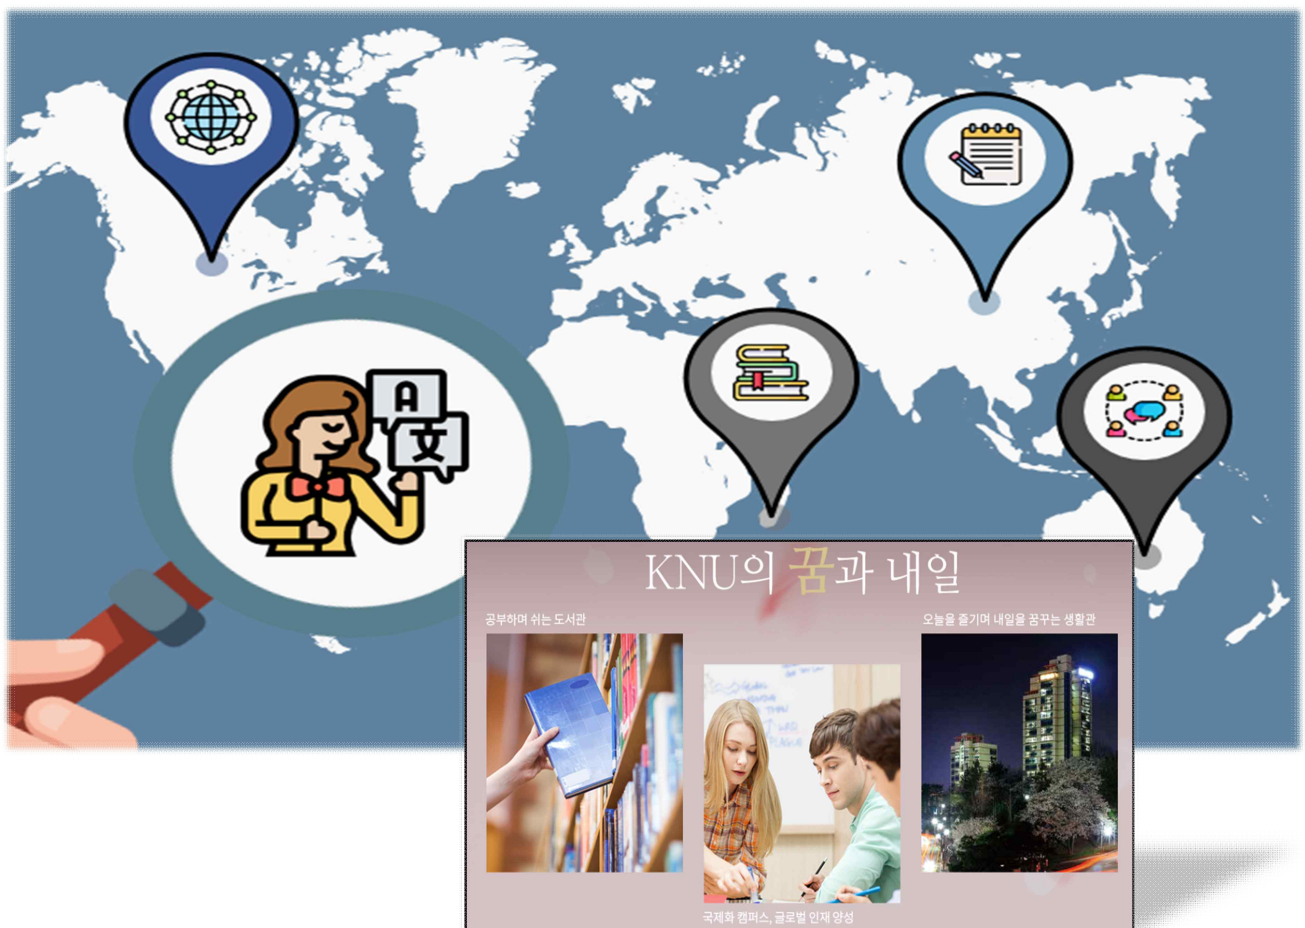 A
文
KNU의 꿈과 내일
공부하며 쉬는 도서관
오늘을 즐기며 내일을 꿈꾸는 생활관
국제화 캠퍼스, 글로벌 인재 양성